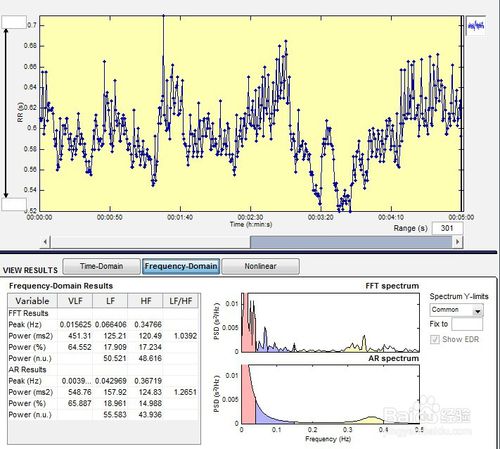 0.7
0.68
0.66
0.64
0.62
0.6
0.58
0.56
0.54
0.52
RR (s)
00:00:00 00:00:50 00:01:40 00:02:30 00:03:20 00:04:10 00:05:00
Time (h:min:s)
Range (s) 301
VIEW RESULTS Time-Domain Frequency-Domain Nonlinear
Frequency-Domain Results
Variable VLF LF HF LF/HF
FFT Results
Peak (Hz) 0.015625 0.066406 0.34766
Power (ms2) 451.31 125.21 120.49 1.0392
Power (%) 64.552 17.909 17.234
Power (n.u.) 50.521 48.616
AR Results
Peak (Hz) 0.0039... 0.042969 0.36719
Power (ms2) 548.76 157.92 124.83 1.2651
Power (%) 65.887 18.961 14.988
Power (n.u.) 55.583 43.936
FFT spectrum
PSD (s²/Hz)
0.01
0.005
0
AR spectrum
PSD (s²/Hz)
0.01
0.005
0
0 0.1 0.2 0.3 0.4 0.5
Frequency (Hz)
Spectrum Y-limits
Common
Fix to
Show EDR
Baidu 经验